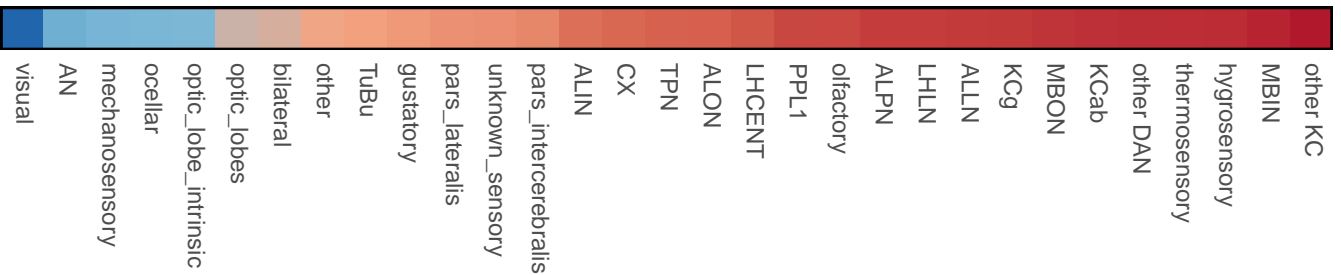 visual
AN
mechanosensory
ocellar
optic_lobe_intrinsic
optic_lobes
bilateral
other
TuBu
gustatory
pars_lateralis
unknown_sensory
pars_intercerebralis
ALIN
CX
TPN
ALON
LHCENT
PPL1
olfactory
ALPN
LHLN
ALLN
KCg
MBON
KCab
other DAN
thermosensory
hygrosensory
MBIN
other KC